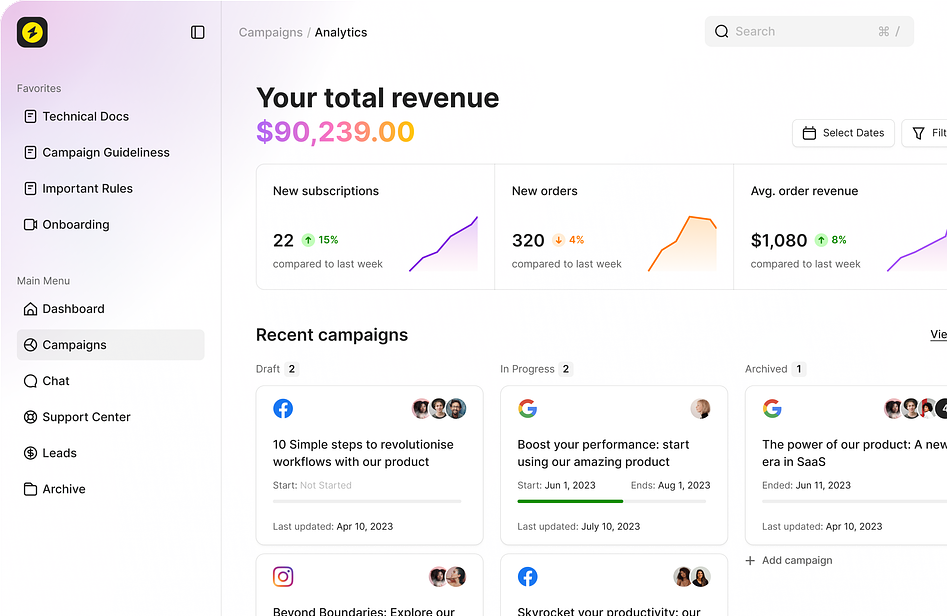 Campaigns / Analytics
Search
⌘ /
Favorites
Technical Docs
Campaign Guideliness
Important Rules
Onboarding
Main Menu
Dashboard
Campaigns
Chat
Support Center
Leads
Archive
Your total revenue
$90,239.00
Select Dates
New subscriptions
22
15%
compared to last week
New orders
320
4%
compared to last week
Avg. order revenue
$1,080
8%
compared to last week
Recent campaigns
Draft 2
10 Simple steps to revolutionise
workflows with our product
Start: Not Started
Last updated: Apr 10, 2023
Beyond Boundaries: Explore our
In Progress 2
Boost your performance: start
using our amazing product
Start: Jun 1, 2023 Ends: Aug 1, 2023
Last updated: July 10, 2023
Skyrocket your productivity: our
Archived 1
The power of our product: A new
era in SaaS
Ended: Jun 11, 2023
Last updated: Apr 10, 2023
+ Add campaign